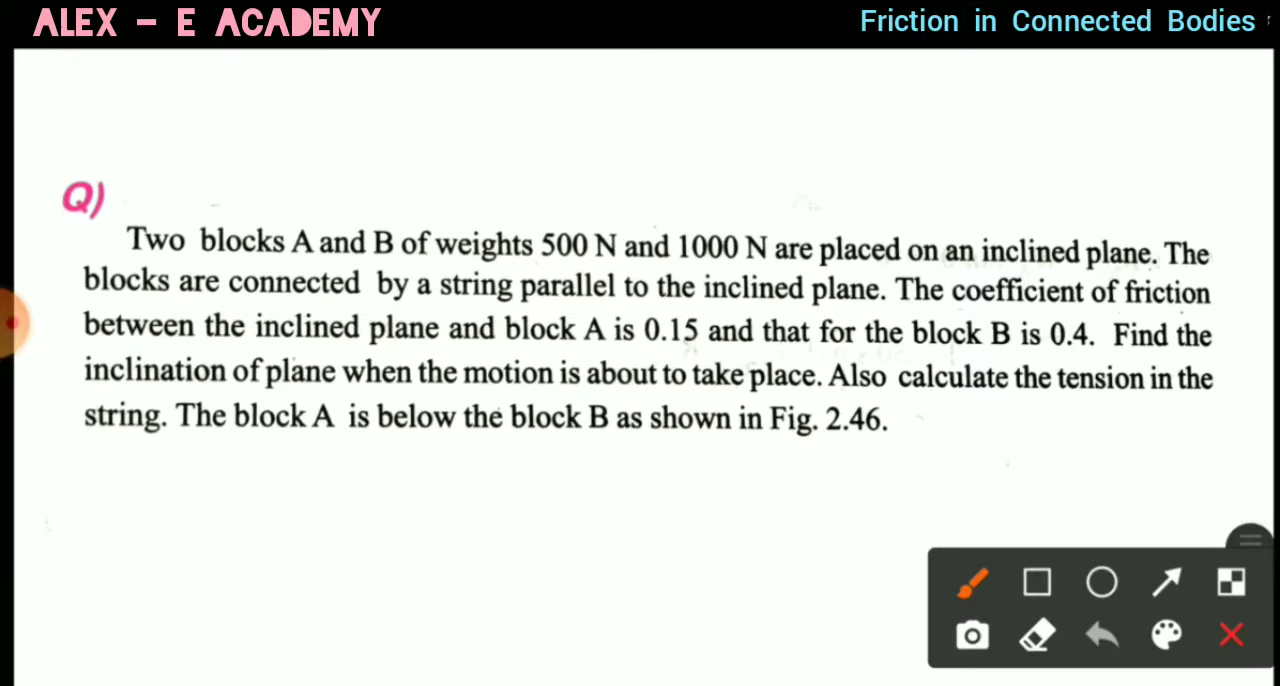 ALEX - E ACADEMY
Friction in Connected Bodies
Q)
Two blocks A and B of weights 500 N and 1000 N are placed on an inclined plane. The
blocks are connected by a string parallel to the inclined plane. The coefficient of friction
between the inclined plane and block A is 0.15 and that for the block B is 0.4. Find the
inclination of plane when the motion is about to take place. Also calculate the tension in the
string. The block A is below the block B as shown in Fig. 2.46.